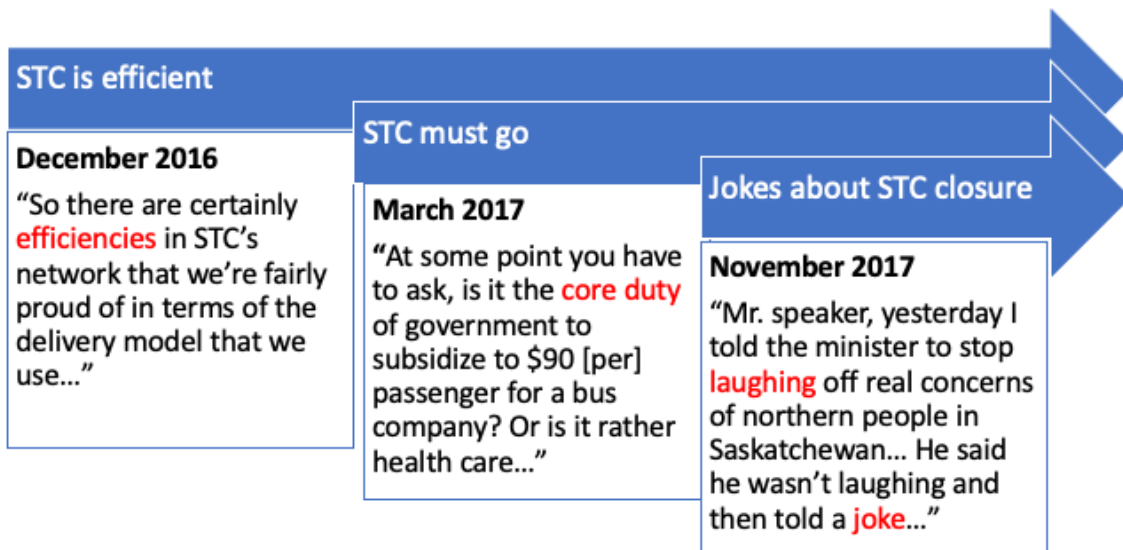 STC is efficient
December 2016
“So there are certainly
efficiencies in STC’s
network that we’re fairly
proud of in terms of the
delivery model that we
use…”
STC must go
March 2017
“At some point you have
to ask, is it the core duty
of government to
subsidize to $90 [per]
passenger for a bus
company? Or is it rather
health care…”
Jokes about STC closure
November 2017
“Mr. speaker, yesterday I
told the minister to stop
laughing off real concerns
of northern people in
Saskatchewan… He said
he wasn’t laughing and
then told a joke…”